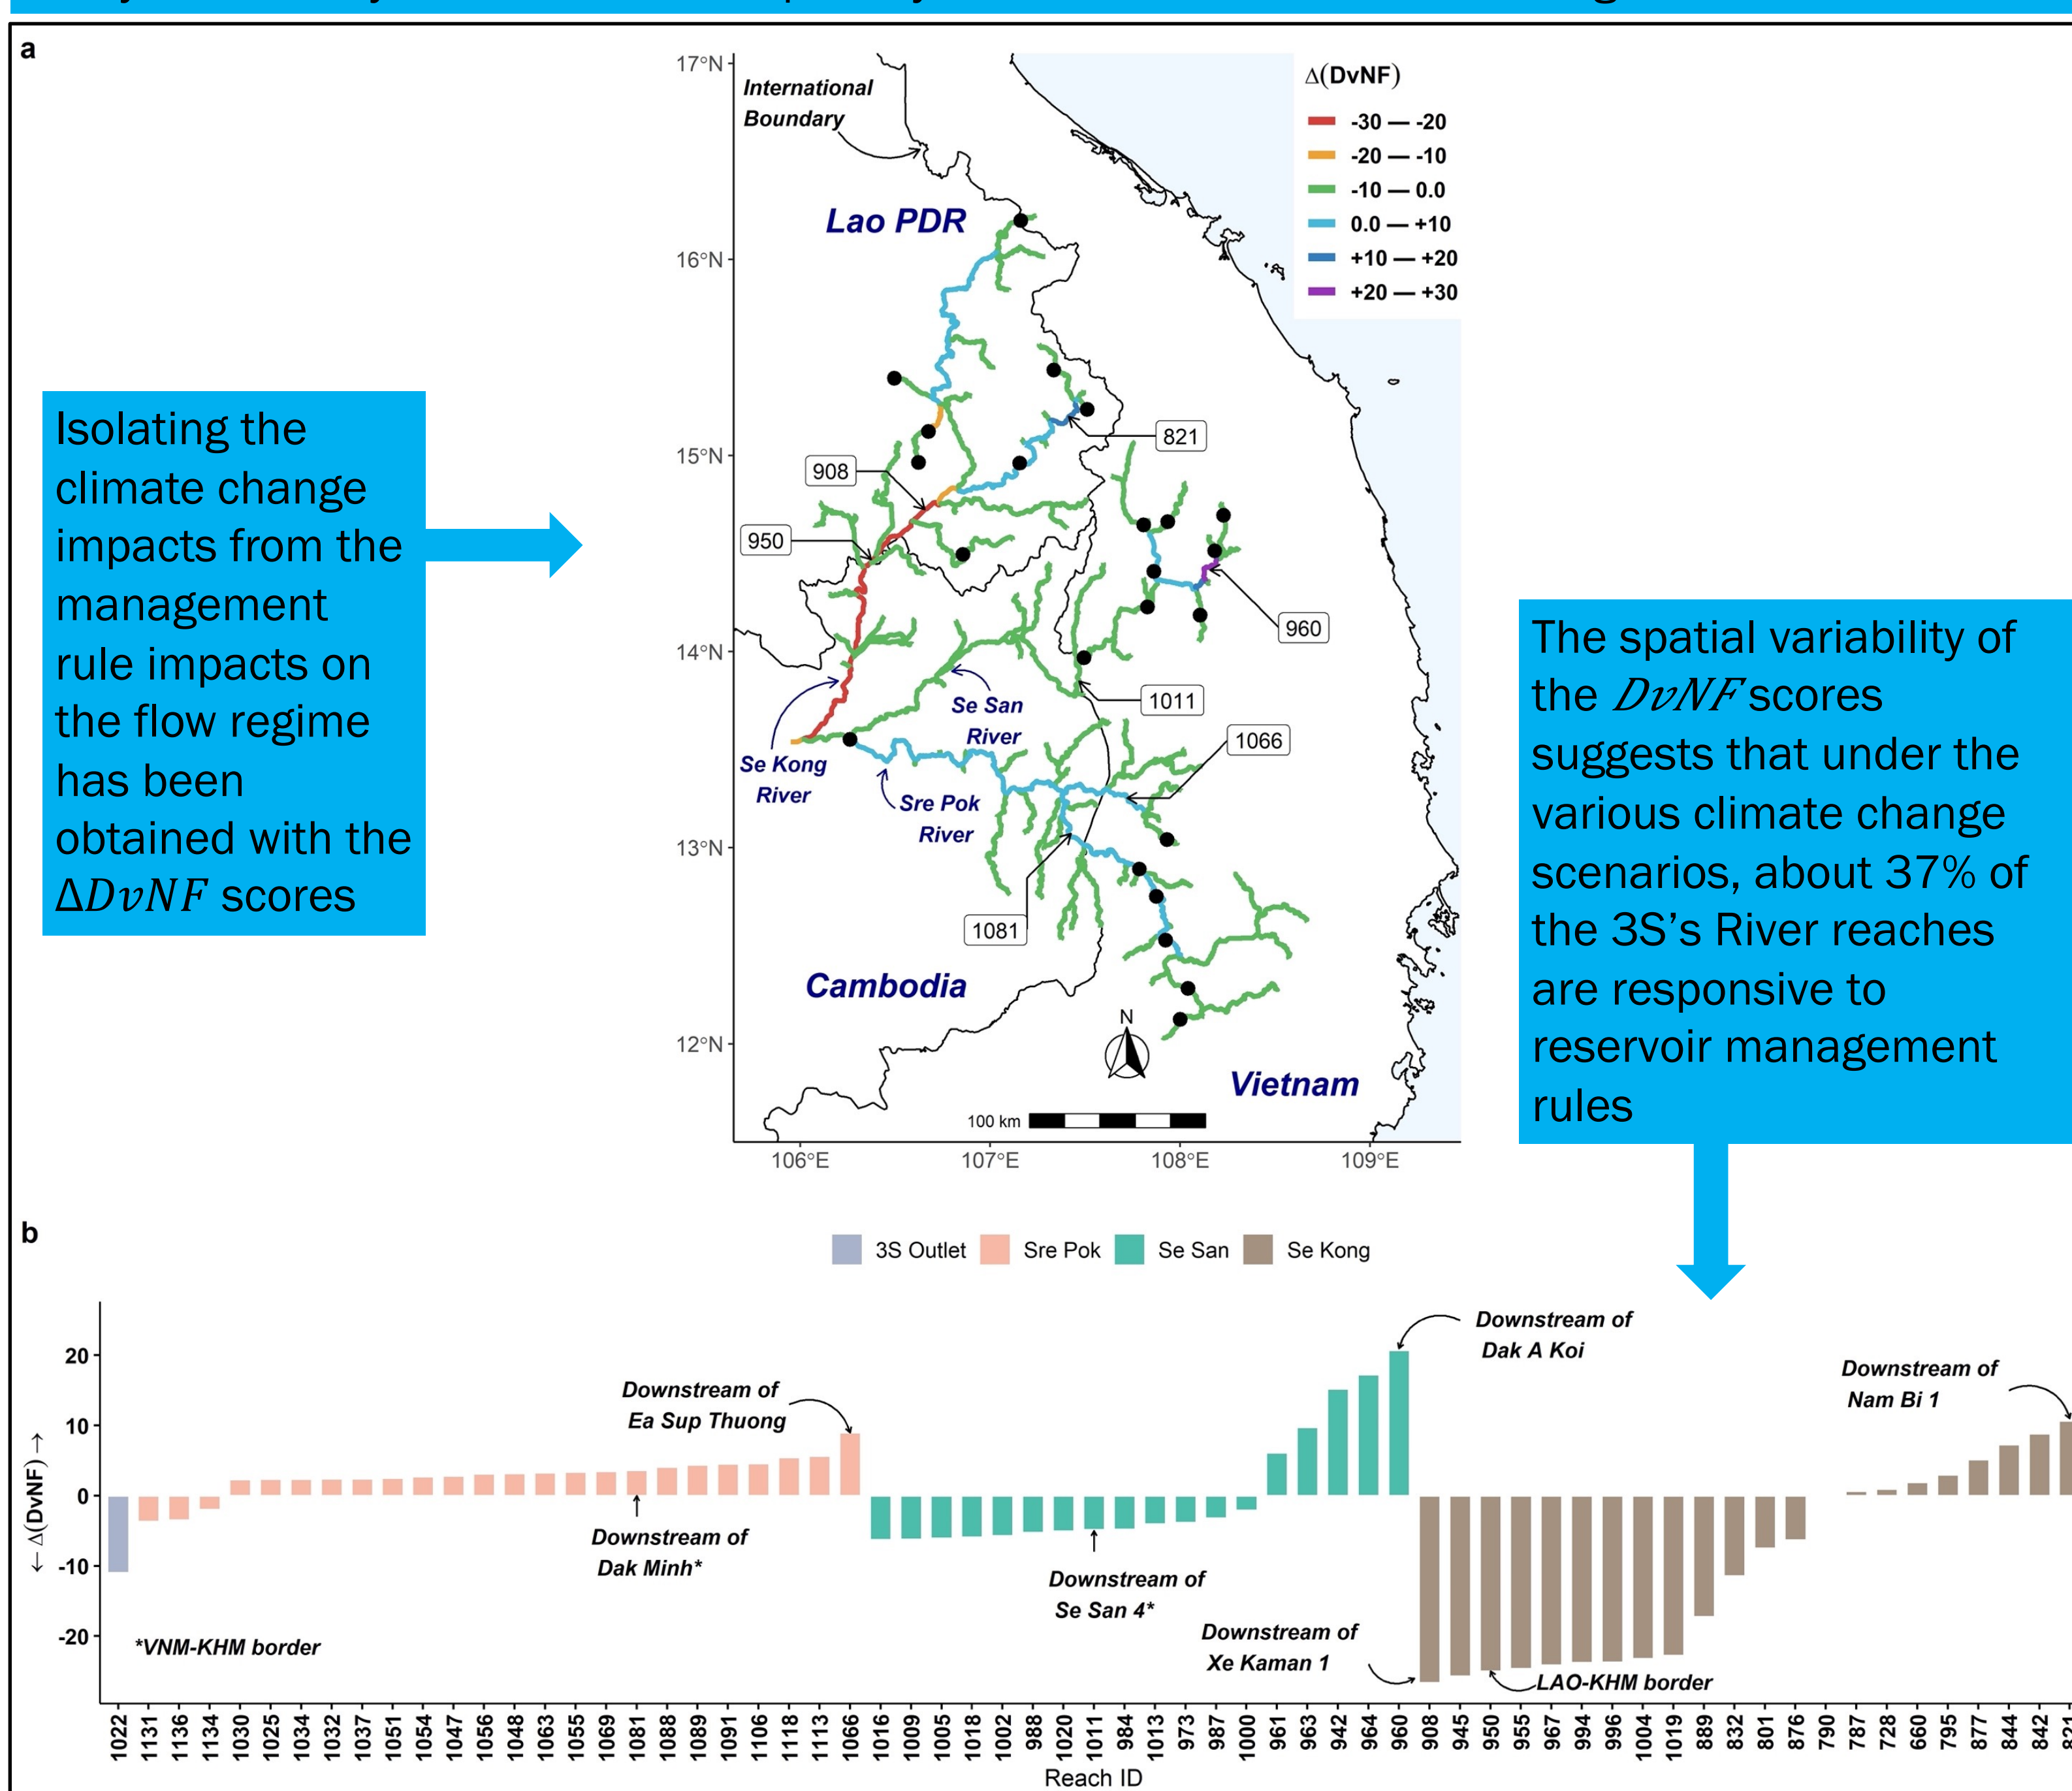 a
17°N
16°N
15°N
14°N
13°N
12°N
106°E
107°E
108°E
109°E
International
Boundary
Lao PDR
Δ(DvNF)
-30 — -20
-20 — -10
-10 — 0.0
0.0 — +10
+10 — +20
+20 — +30
821
908
950
960
1011
1066
1081
Se San
River
Se Kong
River
Sre Pok
River
Cambodia
Vietnam
N
100 km
Isolating the
climate change
impacts from the
management
rule impacts on
the flow regime
has been
obtained with the
ΔDvNF scores
The spatial variability of
the DvNF scores
suggests that under the
various climate change
scenarios, about 37% of
the 3S’s River reaches
are responsive to
reservoir management
rules
b
3S Outlet
Sre Pok
Se San
Se Kong
← Δ(DvNF) →
20
10
0
-10
-20
Downstream of
Ea Sup Thuong
Downstream of
Dak Minh*
Downstream of
Se San 4*
Downstream of
Dak A Koi
Downstream of
Xe Kaman 1
LAO-KHM border
Downstream of
Nam Bi 1
*VNM-KHM border
1022 1131 1136 1134 1030 1025 1034 1032 1037 1051 1054 1047 1056 1048 1063 1055 1069 1081 1088 1089 1091 1106 1118 1113 1066 1016 1009 1005 1018 1002 988 1020 1011 984 1013 973 987 1000 961 963 942 964 960 908 945 950 955 967 994 996 1004 1019 889 832 801 876 790 787 728 660 795 877 844 842 821
Reach ID